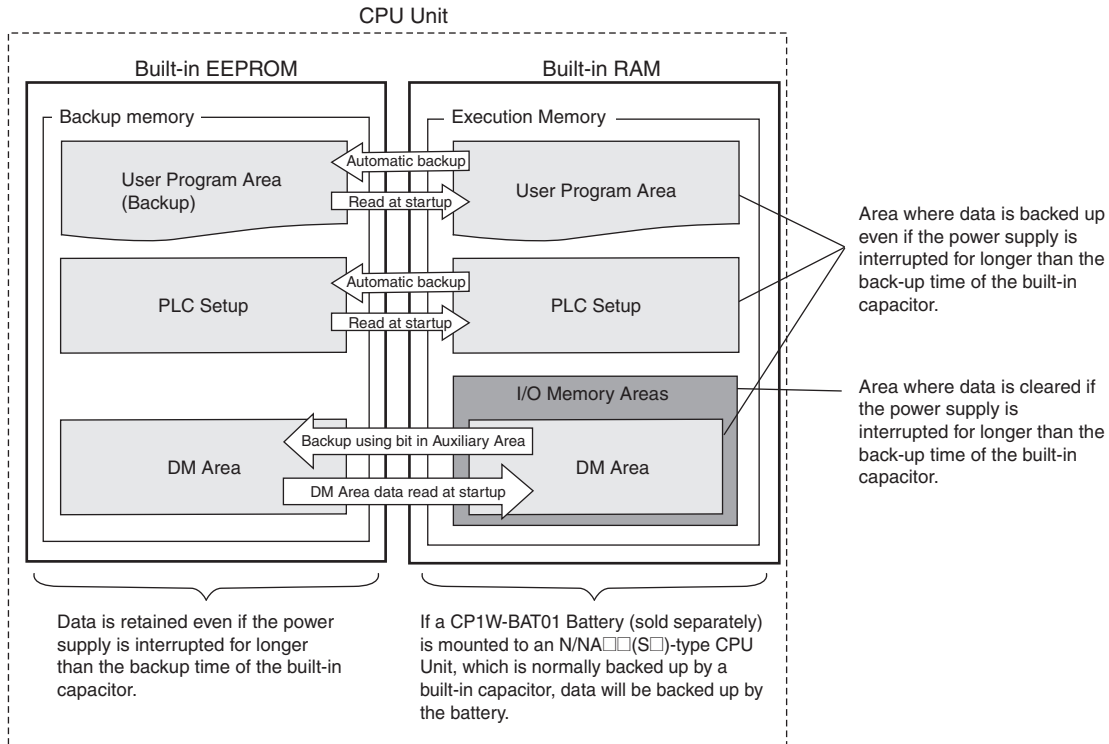 CPU Unit
Built-in EEPROM
Built-in RAM
Backup memory
Execution Memory
User Program Area
(Backup)
Automatic backup
Read at startup
User Program Area
PLC Setup
Automatic backup
Read at startup
PLC Setup
I/O Memory Areas
DM Area
Backup using bit in Auxiliary Area
DM Area data read at startup
DM Area
Area where data is backed up
even if the power supply is
interrupted for longer than the
back-up time of the built-in
capacitor.
Area where data is cleared if
the power supply is
interrupted for longer than the
back-up time of the built-in
capacitor.
Data is retained even if the power
supply is interrupted for longer
than the backup time of the built-in
capacitor.
If a CP1W-BAT01 Battery (sold separately)
is mounted to an N/NA□□(S□)-type CPU
Unit, which is normally backed up by a
built-in capacitor, data will be backed up by
the battery.